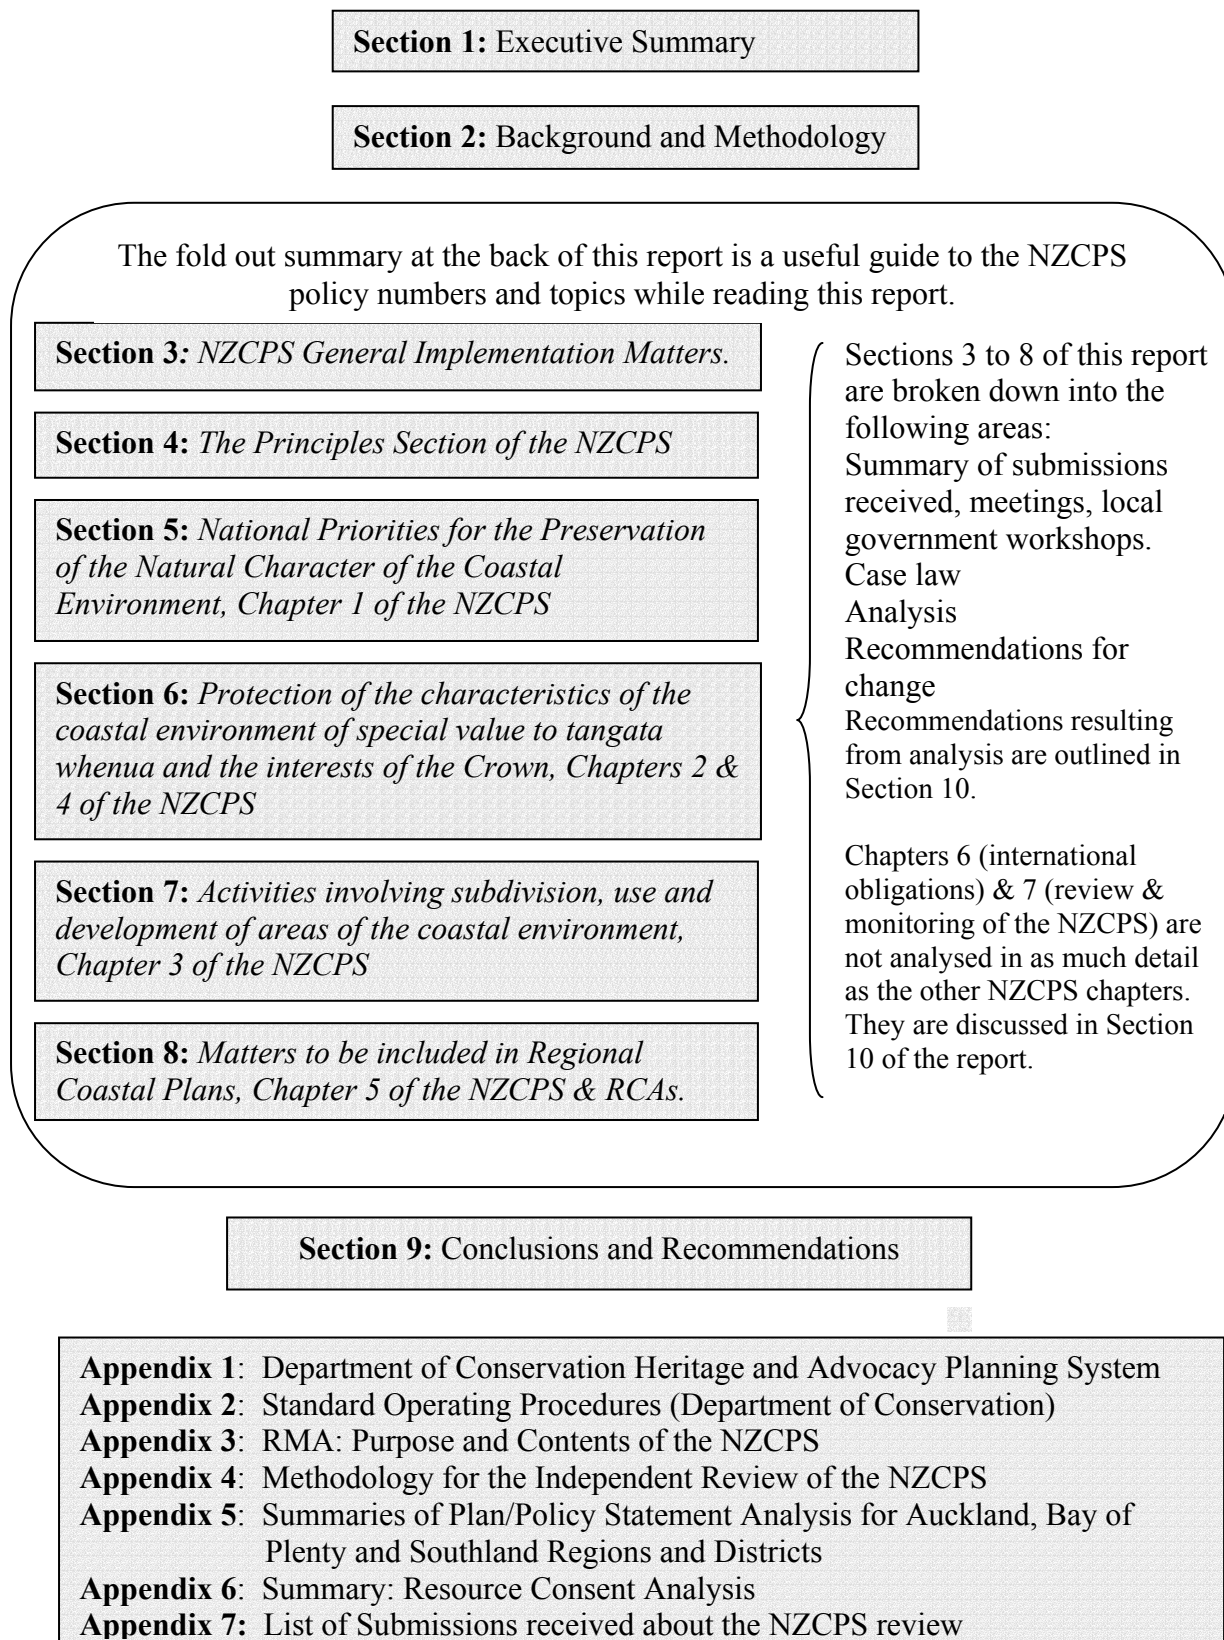 Section 1: Executive Summary
Section 2: Background and Methodology
The fold out summary at the back of this report is a useful guide to the NZCPS
policy numbers and topics while reading this report.
Section 3: NZCPS General Implementation Matters.
Section 4: The Principles Section of the NZCPS
Section 5: National Priorities for the Preservation
of the Natural Character of the Coastal
Environment, Chapter 1 of the NZCPS
Section 6: Protection of the characteristics of the
coastal environment of special value to tangata
whenua and the interests of the Crown, Chapters 2 &
4 of the NZCPS
Section 7: Activities involving subdivision, use and
development of areas of the coastal environment,
Chapter 3 of the NZCPS
Section 8: Matters to be included in Regional
Coastal Plans, Chapter 5 of the NZCPS & RCAs.
Sections 3 to 8 of this report
are broken down into the
following areas:
Summary of submissions
received, meetings, local
government workshops.
Case law
Analysis
Recommendations for
change
Recommendations resulting
from analysis are outlined in
Section 10.
Chapters 6 (international
obligations) & 7 (review &
monitoring of the NZCPS) are
not analysed in as much detail
as the other NZCPS chapters.
They are discussed in Section
10 of the report.
Section 9: Conclusions and Recommendations
Appendix 1: Department of Conservation Heritage and Advocacy Planning System
Appendix 2: Standard Operating Procedures (Department of Conservation)
Appendix 3: RMA: Purpose and Contents of the NZCPS
Appendix 4: Methodology for the Independent Review of the NZCPS
Appendix 5: Summaries of Plan/Policy Statement Analysis for Auckland, Bay of
Plenty and Southland Regions and Districts
Appendix 6: Summary: Resource Consent Analysis
Appendix 7: List of Submissions received about the NZCPS review